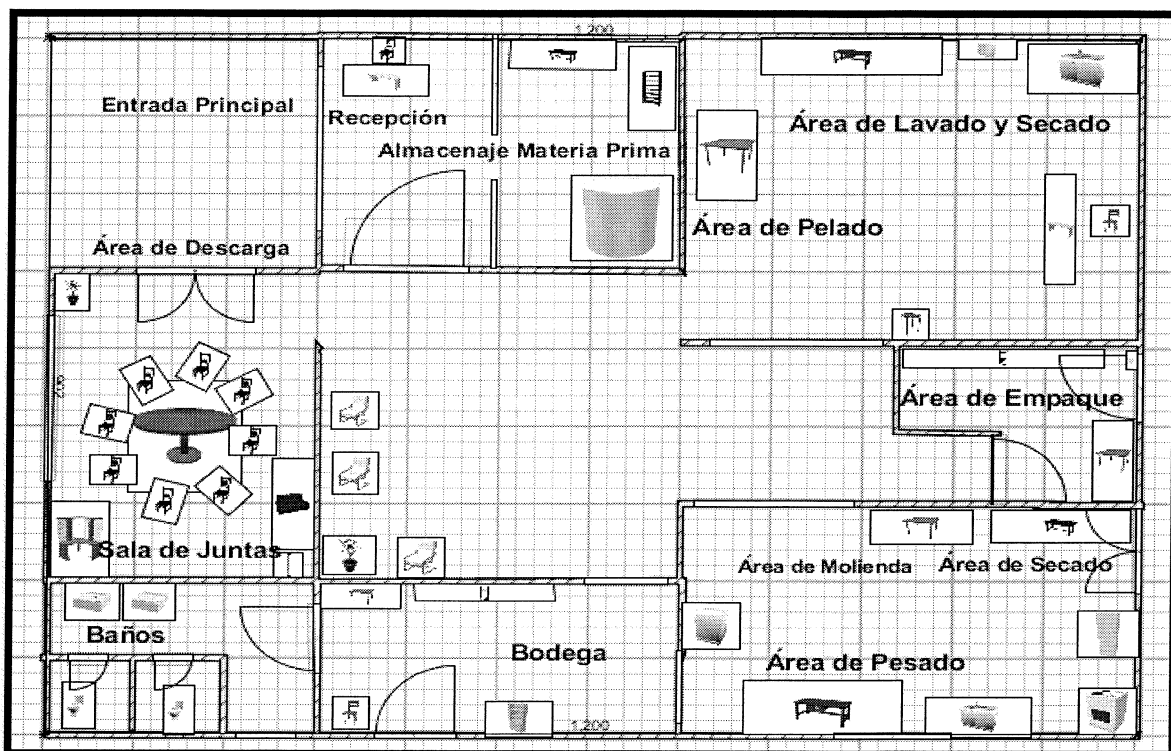 1,200
Entrada Principal
Recepción
Almacenaje Materia Prima
Área de Lavado y Secado
Área de Pelado
Área de Descarga
Área de Empaque
Sala de Juntas
Área de Molienda
Área de Secado
Baños
Bodega
Área de Pesado
1,200